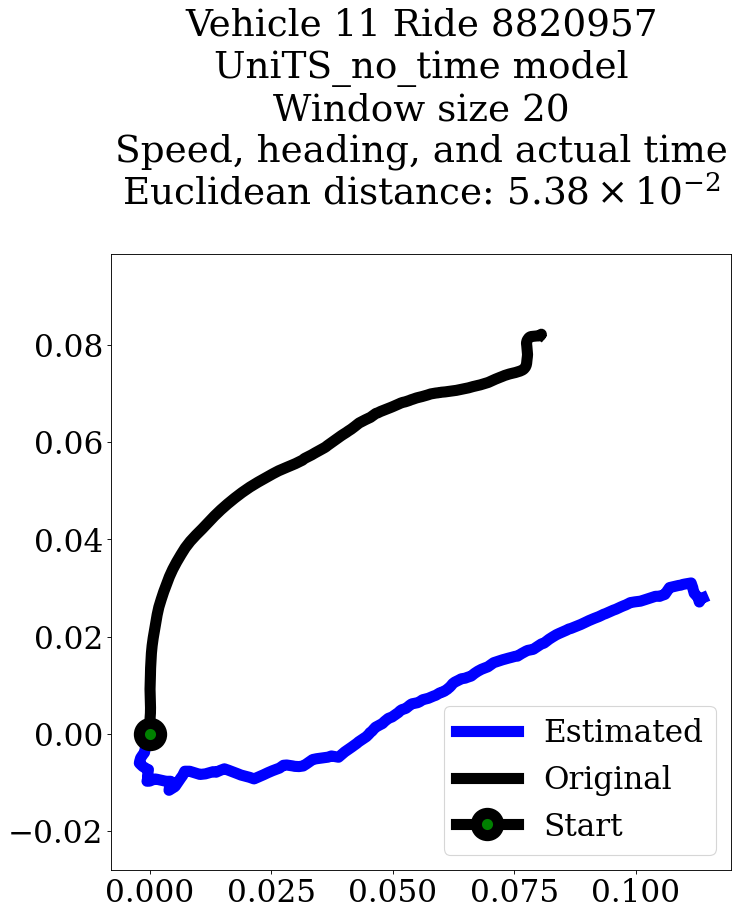 Vehicle 11 Ride 8820957
UniTS_no_time model
Window size 20
Speed, heading, and actual time
Euclidean distance: 5.38 × 10⁻²
0.08
0.06
0.04
0.02
0.00
−0.02
0.000 0.025 0.050 0.075 0.100
Estimated
Original
Start